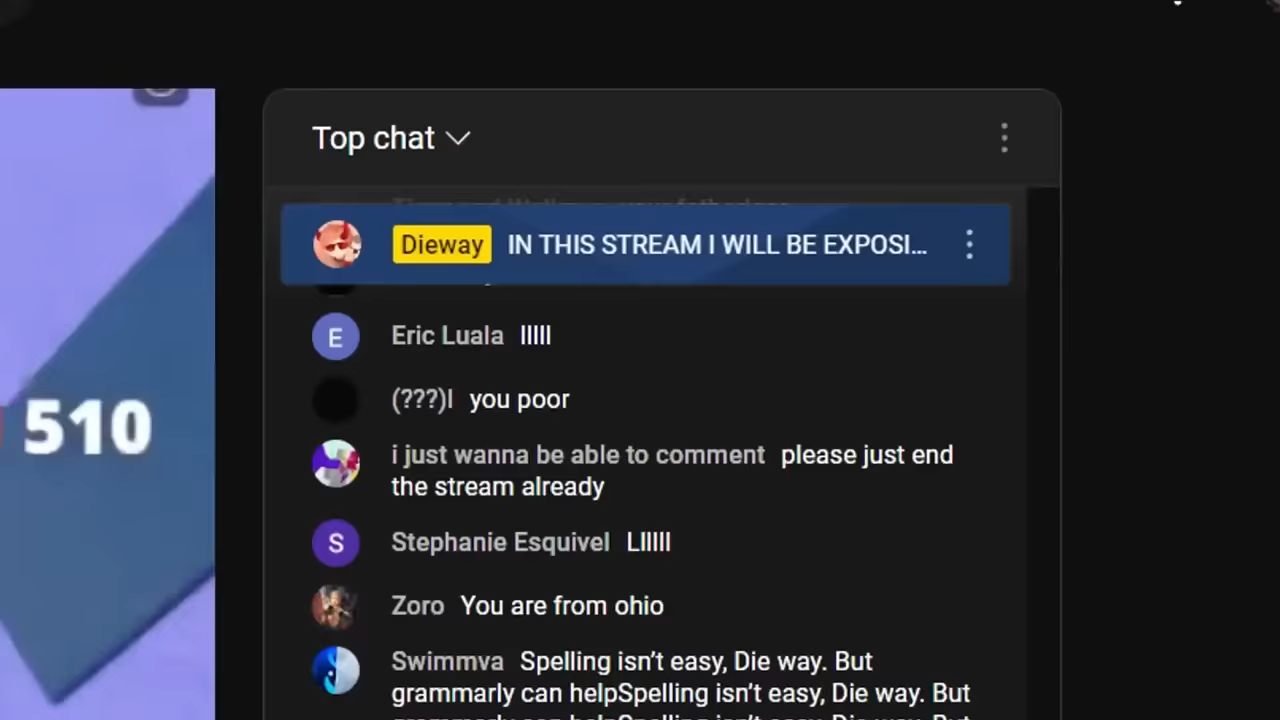 Top chat
Dieway IN THIS STREAM I WILL BE EXPOSI...
Eric Luala lllll
510
(???)l you poor
i just wanna be able to comment please just end
the stream already
S Stephanie Esquivel Llllll
Zoro You are from ohio
Swimmva Spelling isn't easy, Die way. But
grammarly can helpSpelling isn't easy, Die way. But